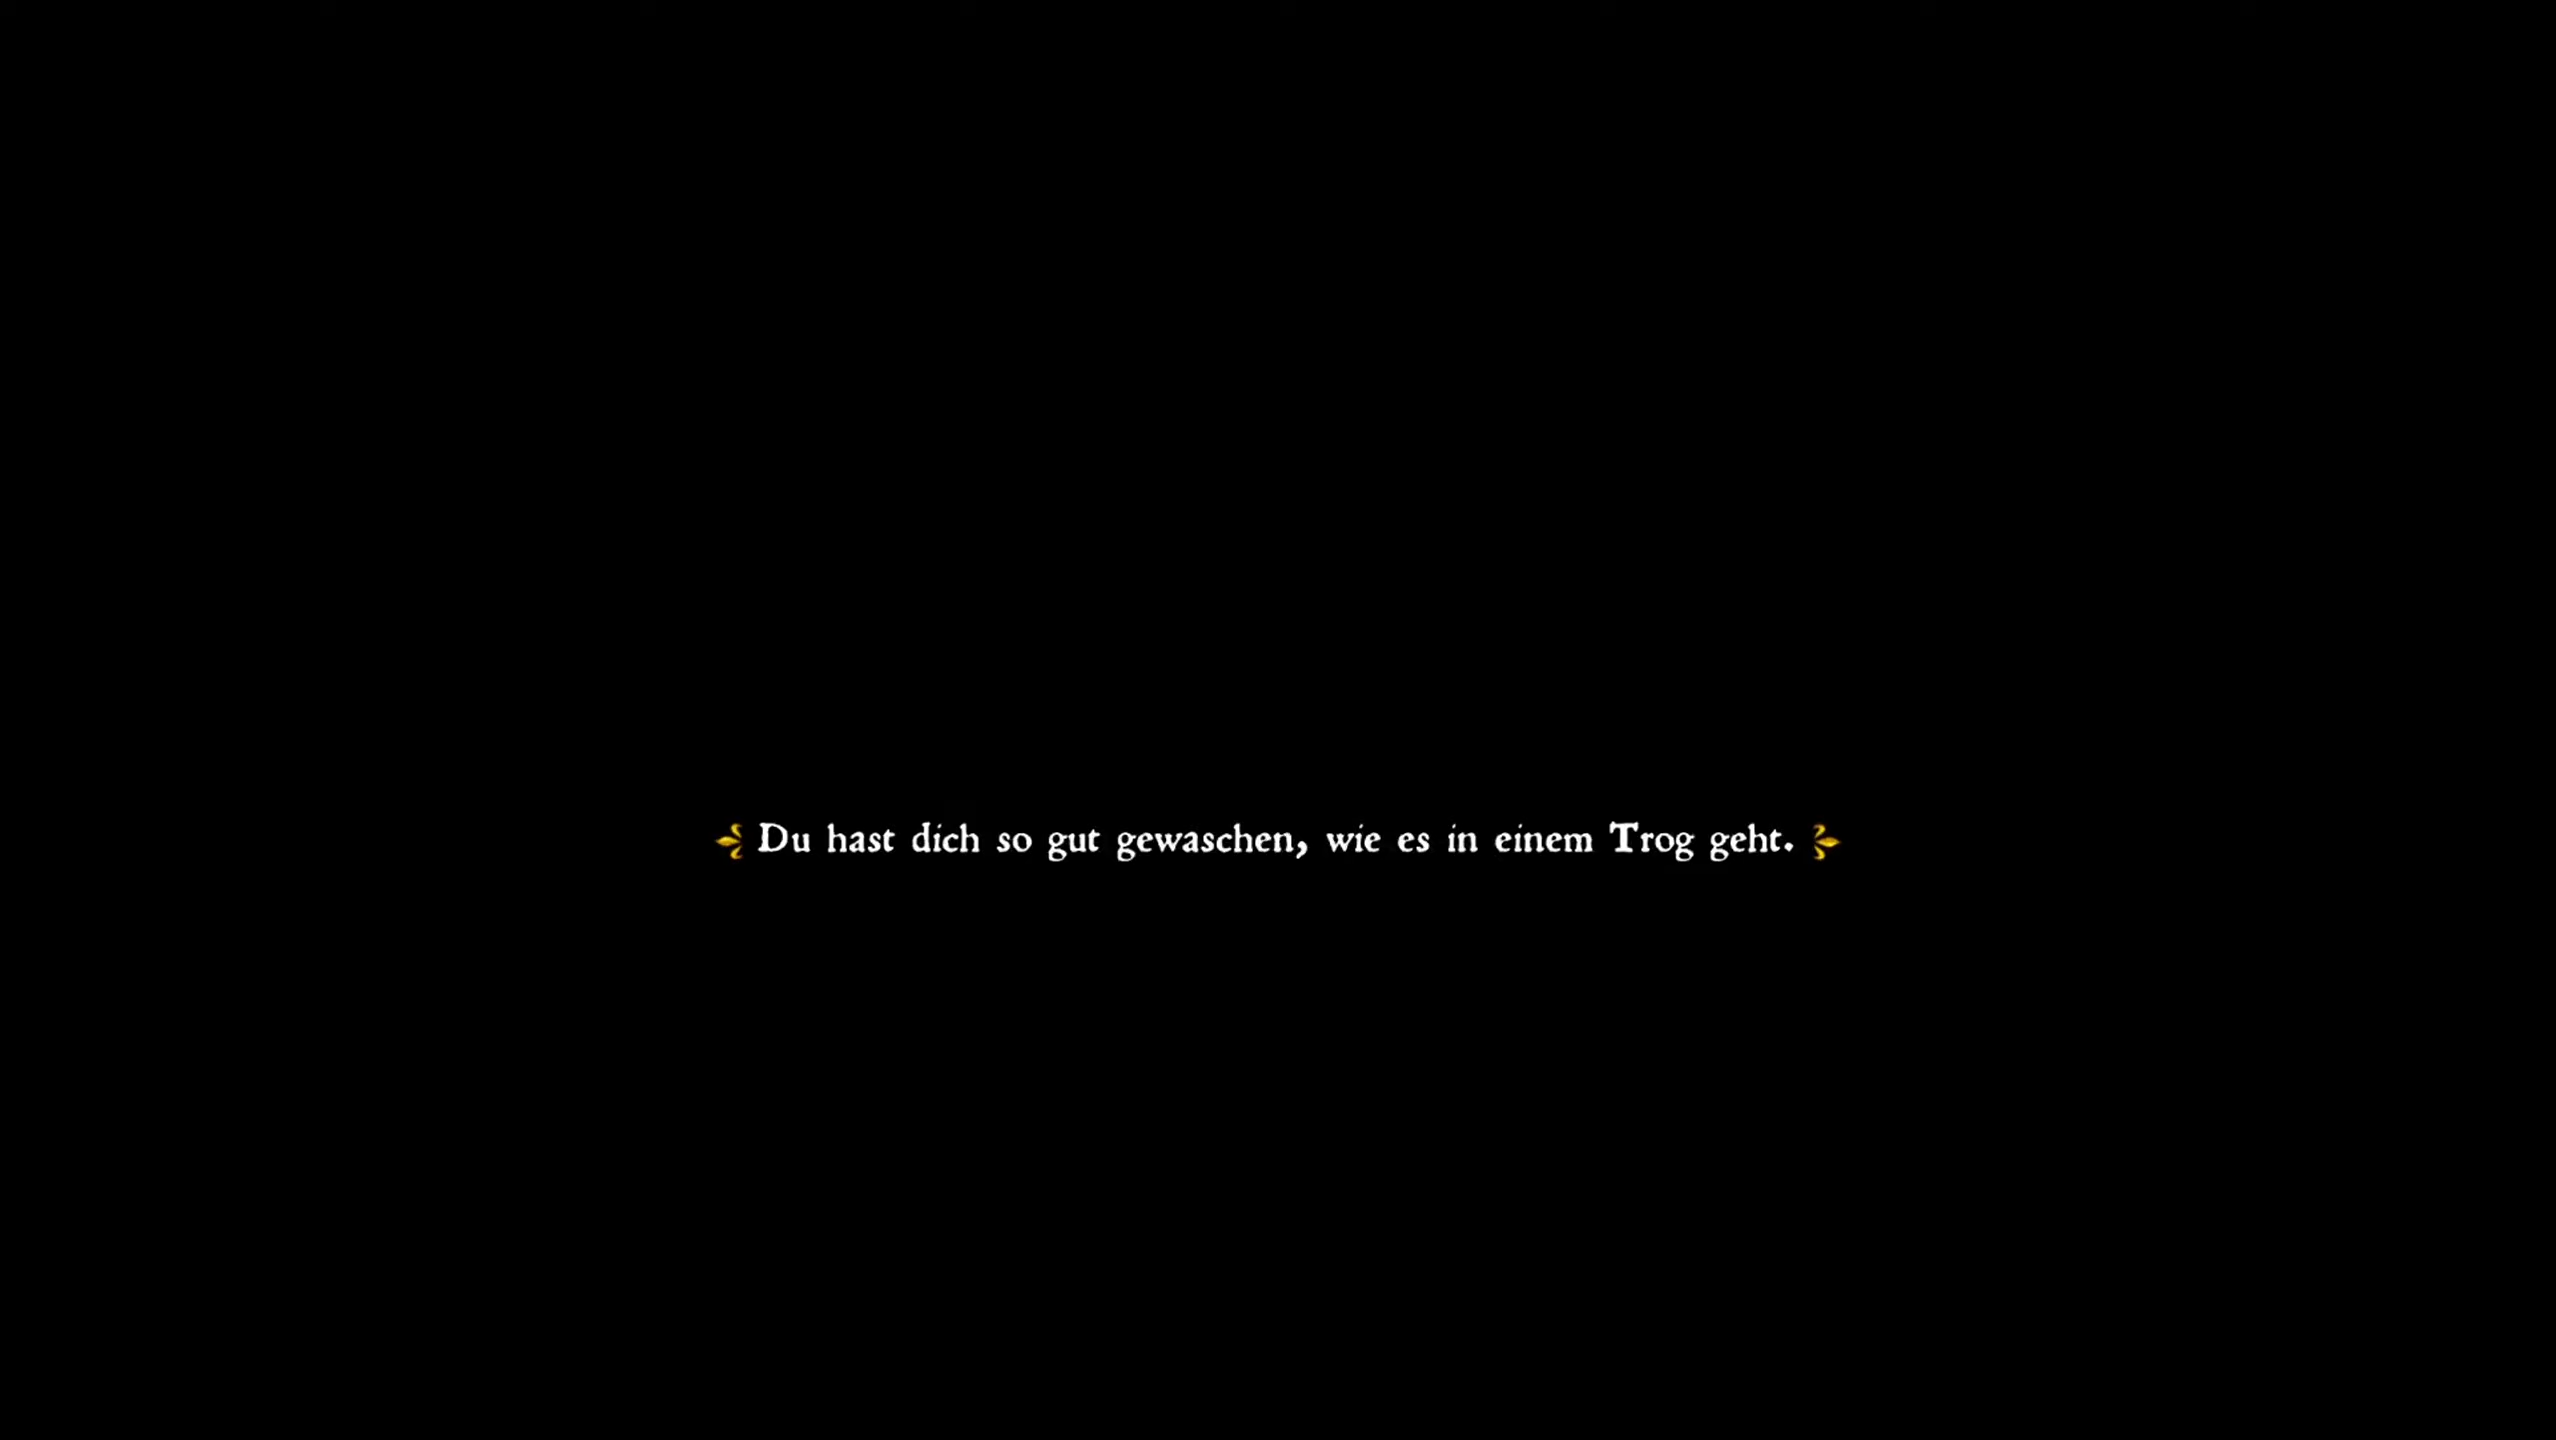 Du hast dich so gut gewaschen, wie es in einem Trog geht.